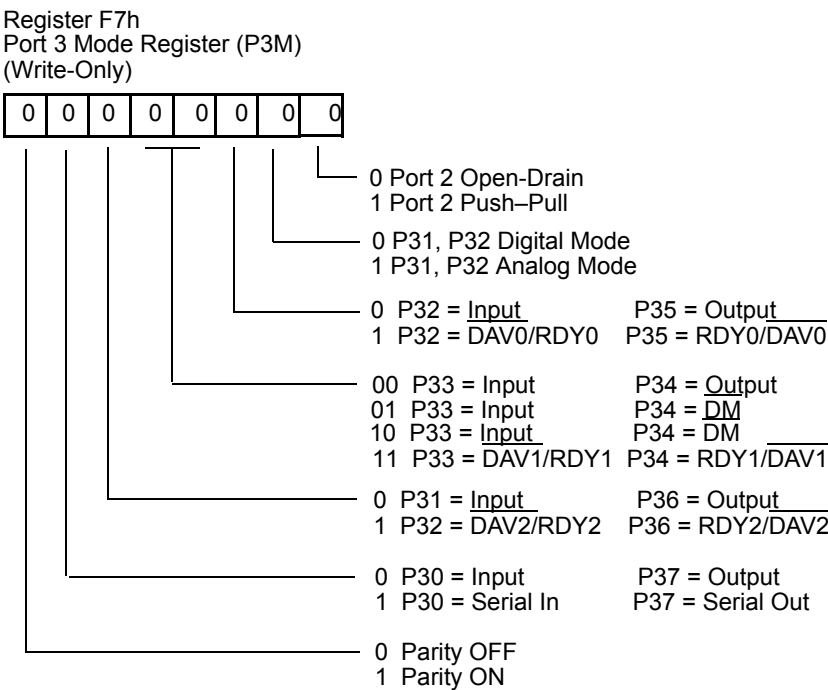 Register F7h
Port 3 Mode Register (P3M)
(Write-Only)
0 0 0 0 0 0 0 0
0 Port 2 Open-Drain
1 Port 2 Push–Pull
0 P31, P32 Digital Mode
1 P31, P32 Analog Mode
0 P32 = Input P35 = Output
1 P32 = DAV0/RDY0 P35 = RDY0/DAV0
00 P33 = Input P34 = Output
01 P33 = Input P34 = DM
10 P33 = Input P34 = DM
11 P33 = DAV1/RDY1 P34 = RDY1/DAV1
0 P31 = Input P36 = Output
1 P32 = DAV2/RDY2 P36 = RDY2/DAV2
0 P30 = Input P37 = Output
1 P30 = Serial In P37 = Serial Out
0 Parity OFF
1 Parity ON